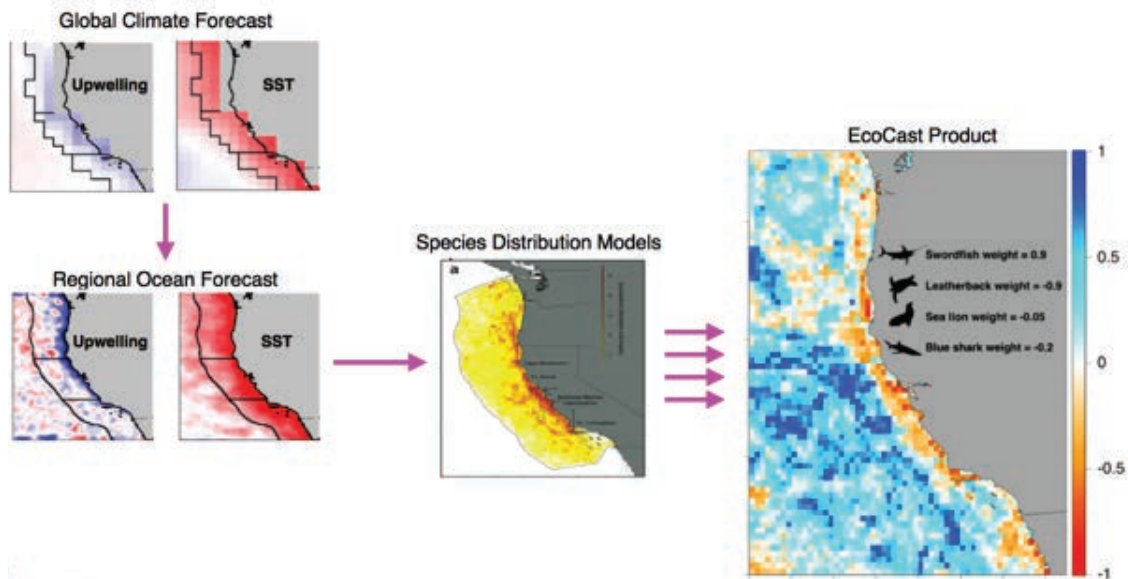 Global Climate Forecast
Upwelling
SST
Regional Ocean Forecast
Upwelling
SST
Species Distribution Models
a
EcoCast Product
Swordfish weight = 0.9
Leatherback weight = -0.9
Sea lion weight = -0.05
Blue shark weight = -0.2
1
0.5
0
-0.5
-1